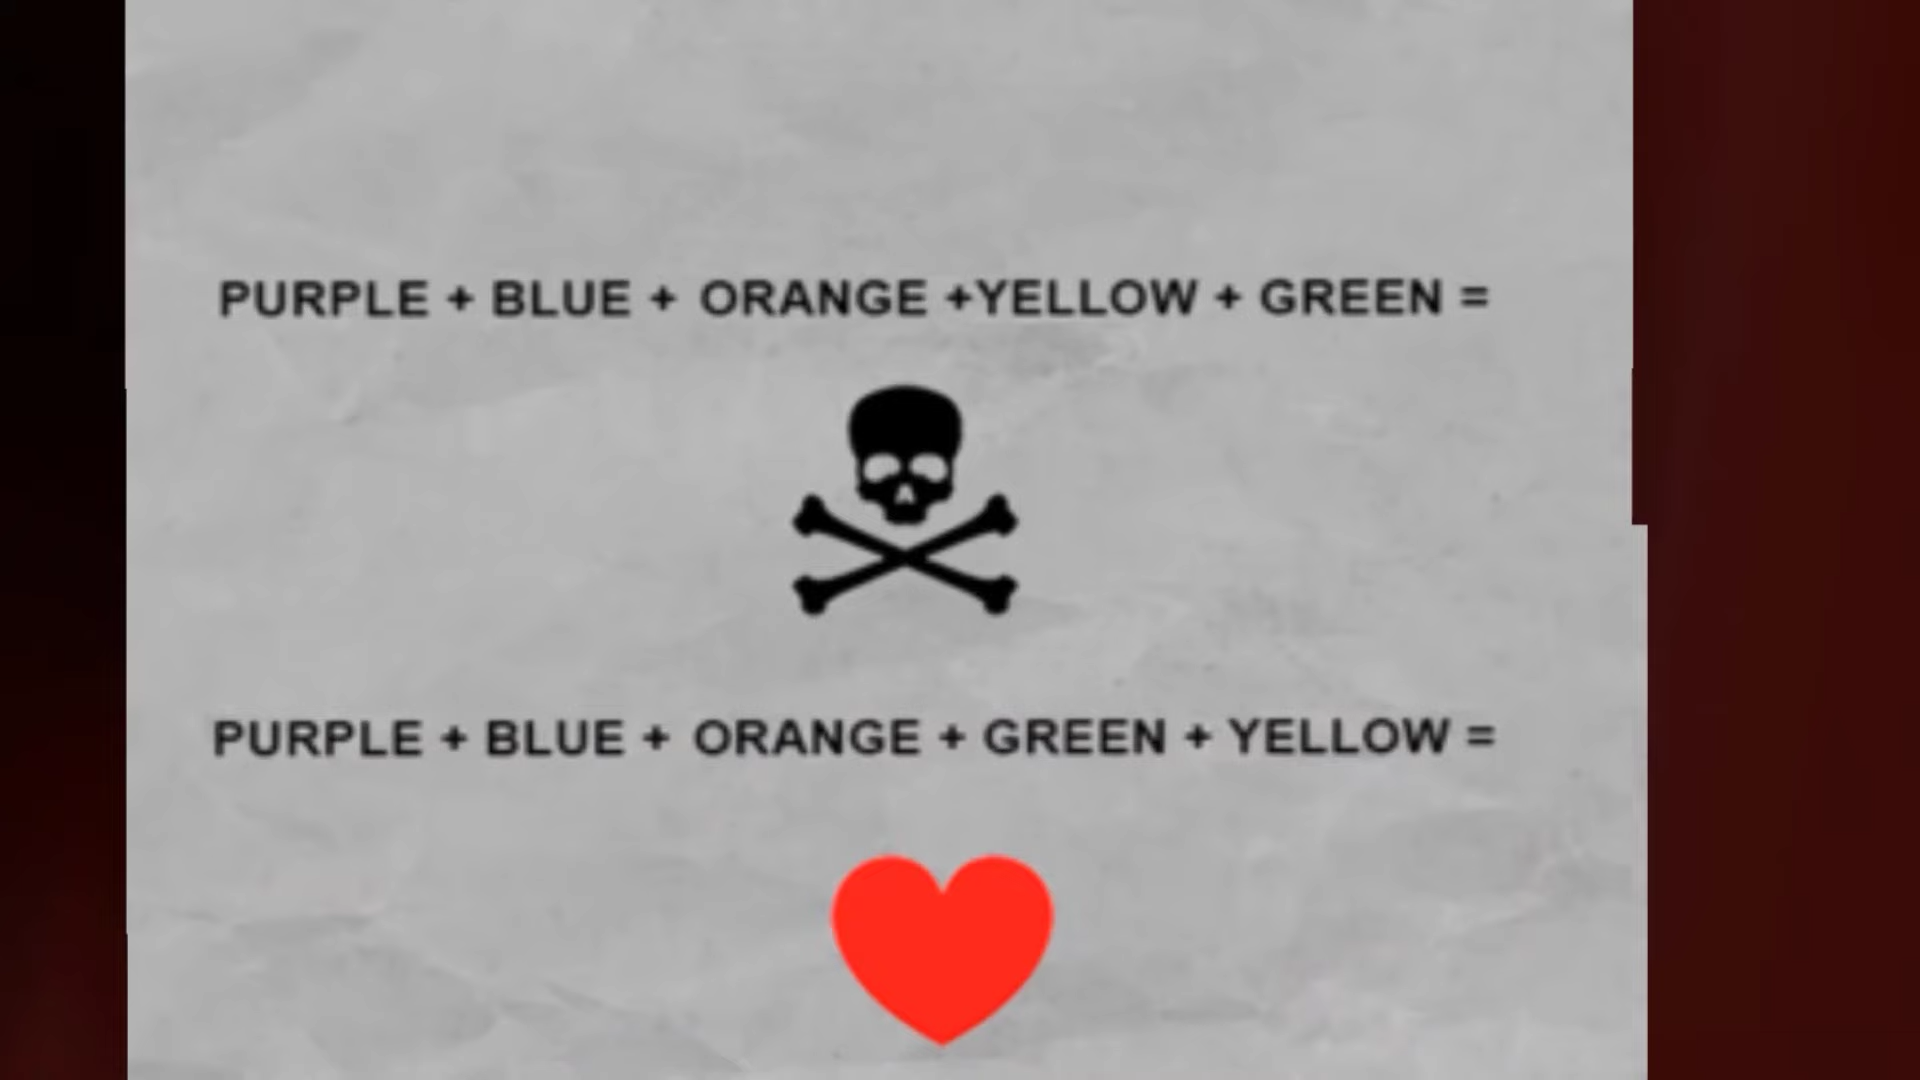 PURPLE + BLUE + ORANGE +YELLOW + GREEN =
PURPLE + BLUE + ORANGE + GREEN + YELLOW =